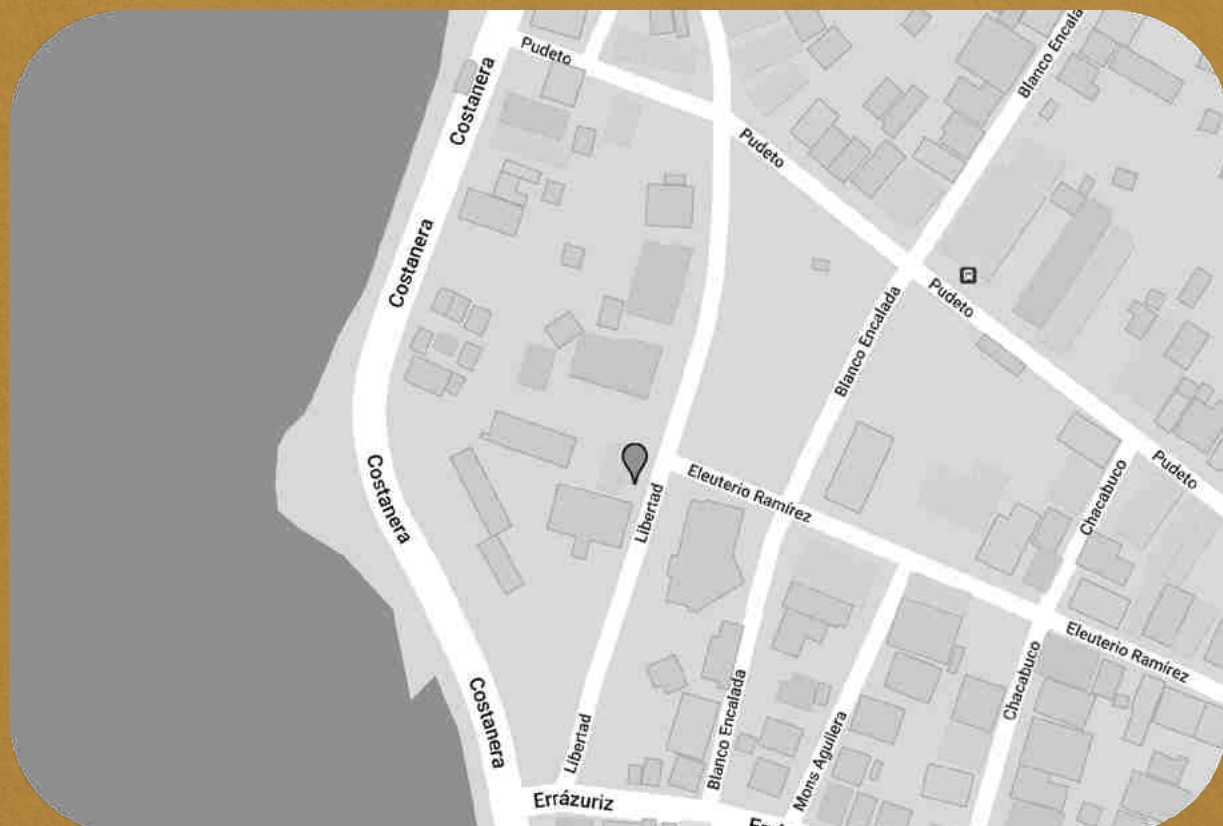 Pudeto
Blanco Encala
Costanera
Pudeto
Costanera
Pudeto
Blanco Encalada
Costanera
Eleuterio Ramírez
Libertad
Pudeto
Chacabuco
Eleuterio Ramírez
Chacabuco
Costanera
Libertad
Blanco Encalada
Mons Aguilera
Errázuriz